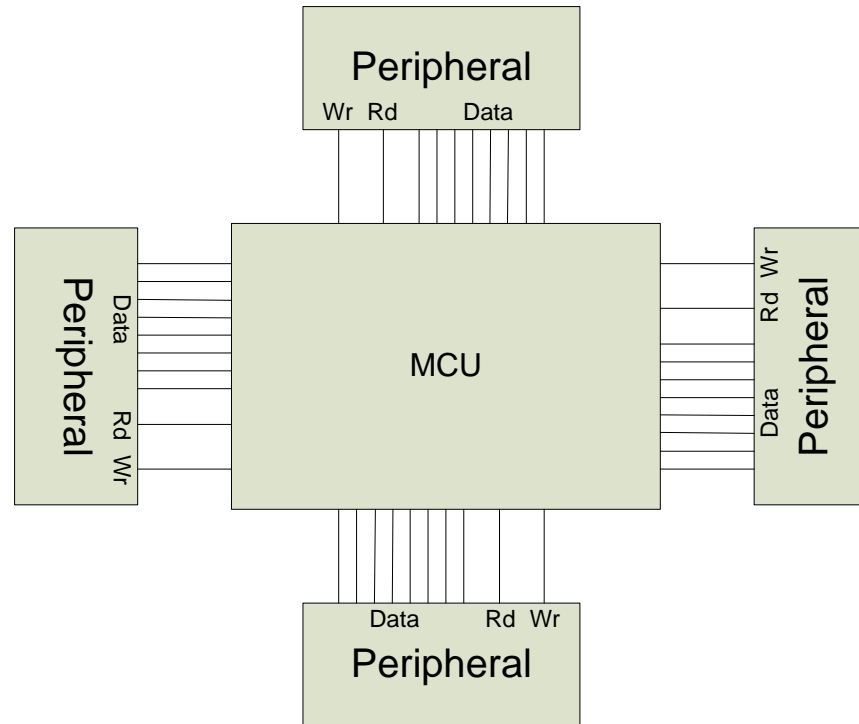 Peripheral
Wr Rd Data
Peripheral
Data
Rd
Wr
MCU
Wr
Rd
Data
Peripheral
Data Rd Wr
Peripheral